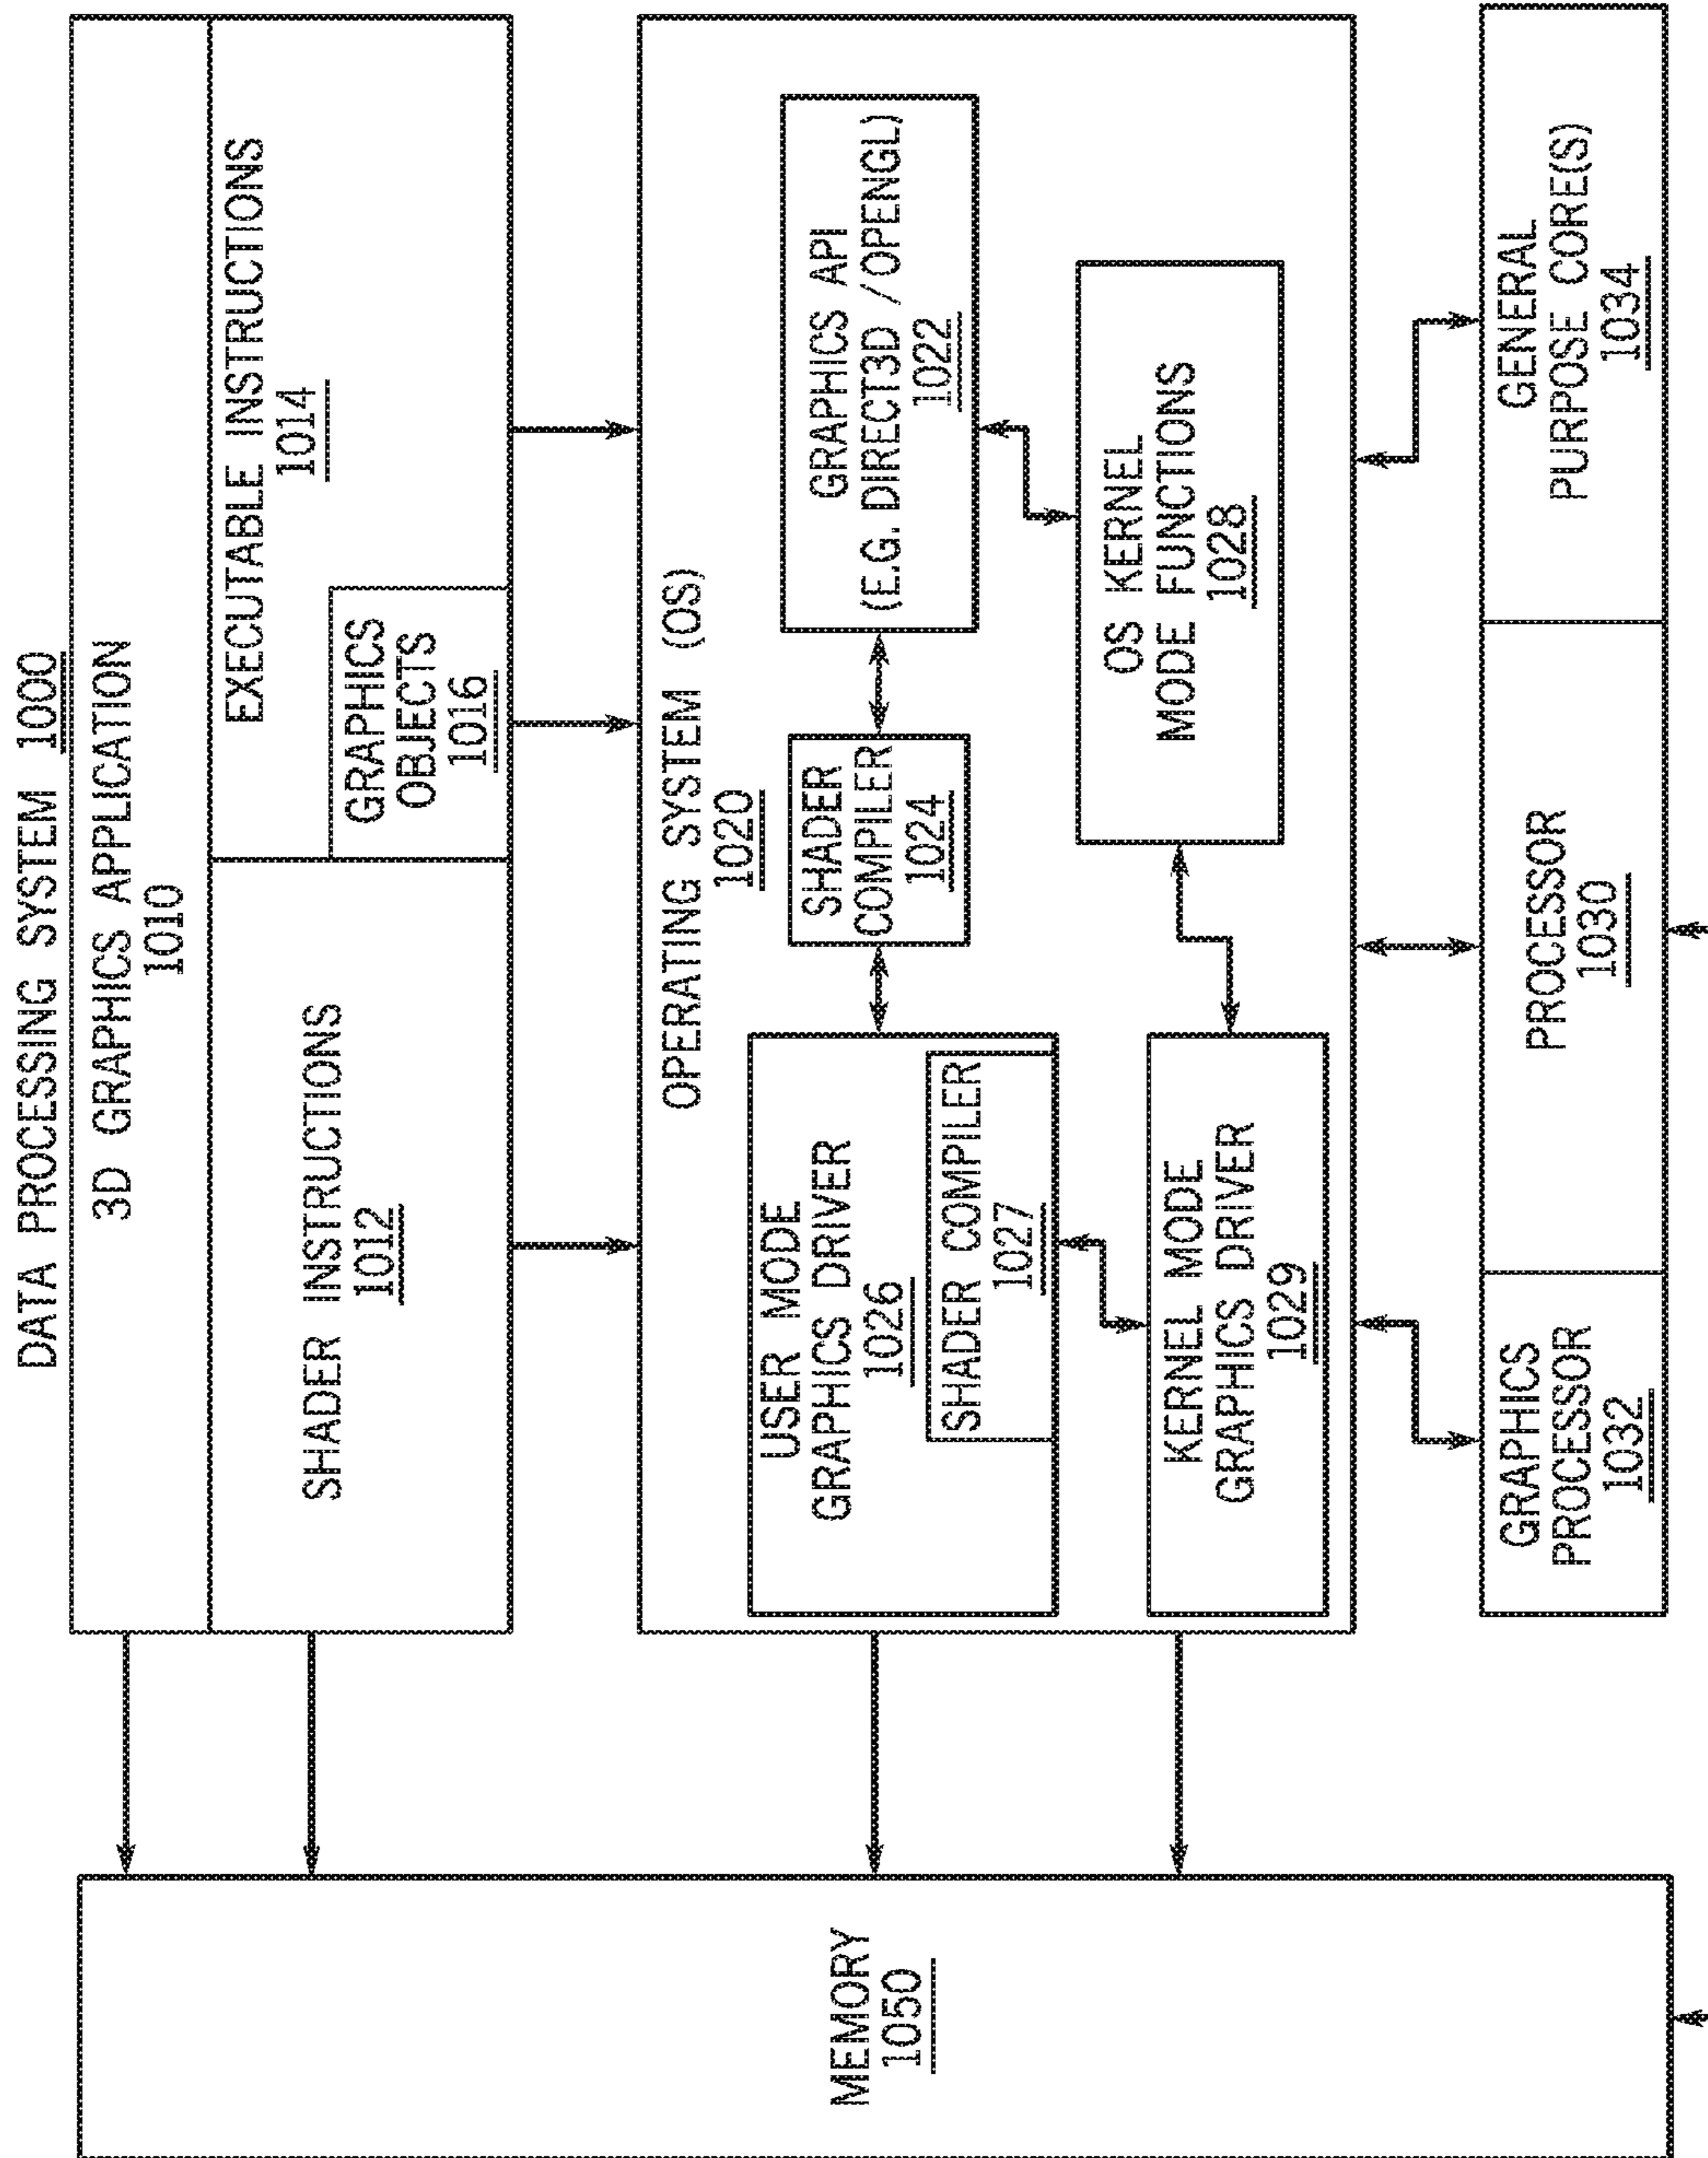 DATA PROCESSING SYSTEM 1000
3D GRAPHICS APPLICATION
1010
SHADER INSTRUCTIONS
1012
EXECUTABLE INSTRUCTIONS
1014
GRAPHICS
OBJECTS
1016
OPERATING SYSTEM (OS)
1020
USER MODE
GRAPHICS DRIVER
1026
SHADER COMPILER
1027
SHADER
COMPILER
1024
GRAPHICS API
(E.G. DIRECT3D /OPENGL)
1022
KERNEL MODE
GRAPHICS DRIVER
1029
OS KERNEL
MODE FUNCTIONS
1028
GRAPHICS
PROCESSOR
1032
PROCESSOR
1030
GENERAL
PURPOSE CORE(S)
1034
MEMORY
1050